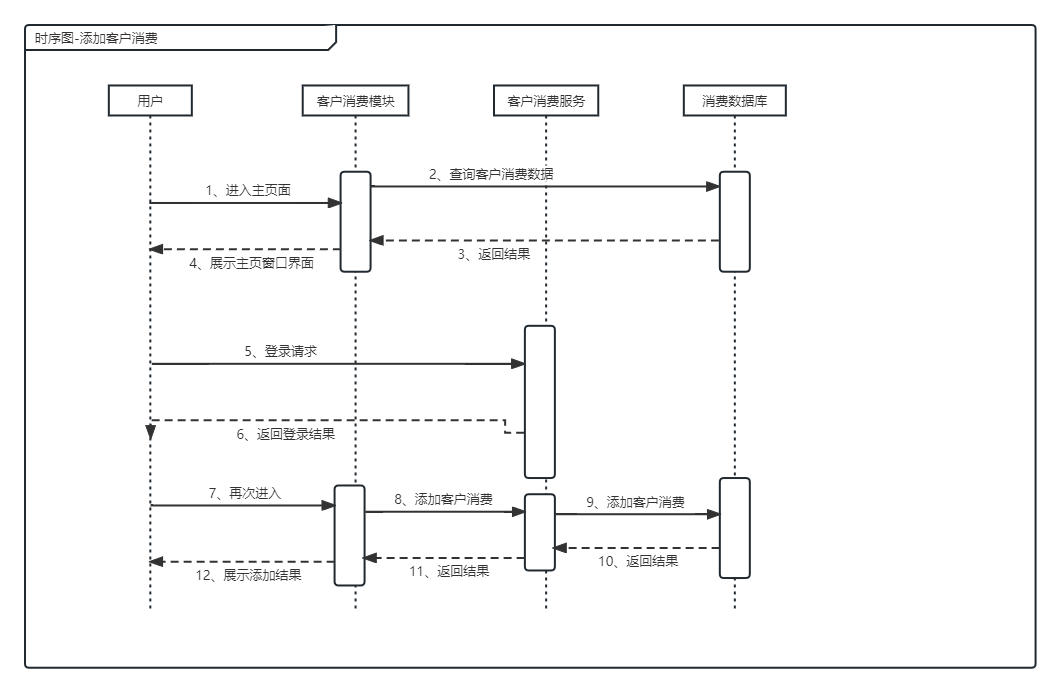 时序图-添加客户消费
用户
客户消费模块
客户消费服务
消费数据库
2、查询客户消费数据
1、进入主页面
3、返回结果
4、展示主页窗口界面
5、登录请求
6、返回登录结果
7、再次进入
8、添加客户消费
9、添加客户消费
10、返回结果
11、返回结果
12、展示添加结果